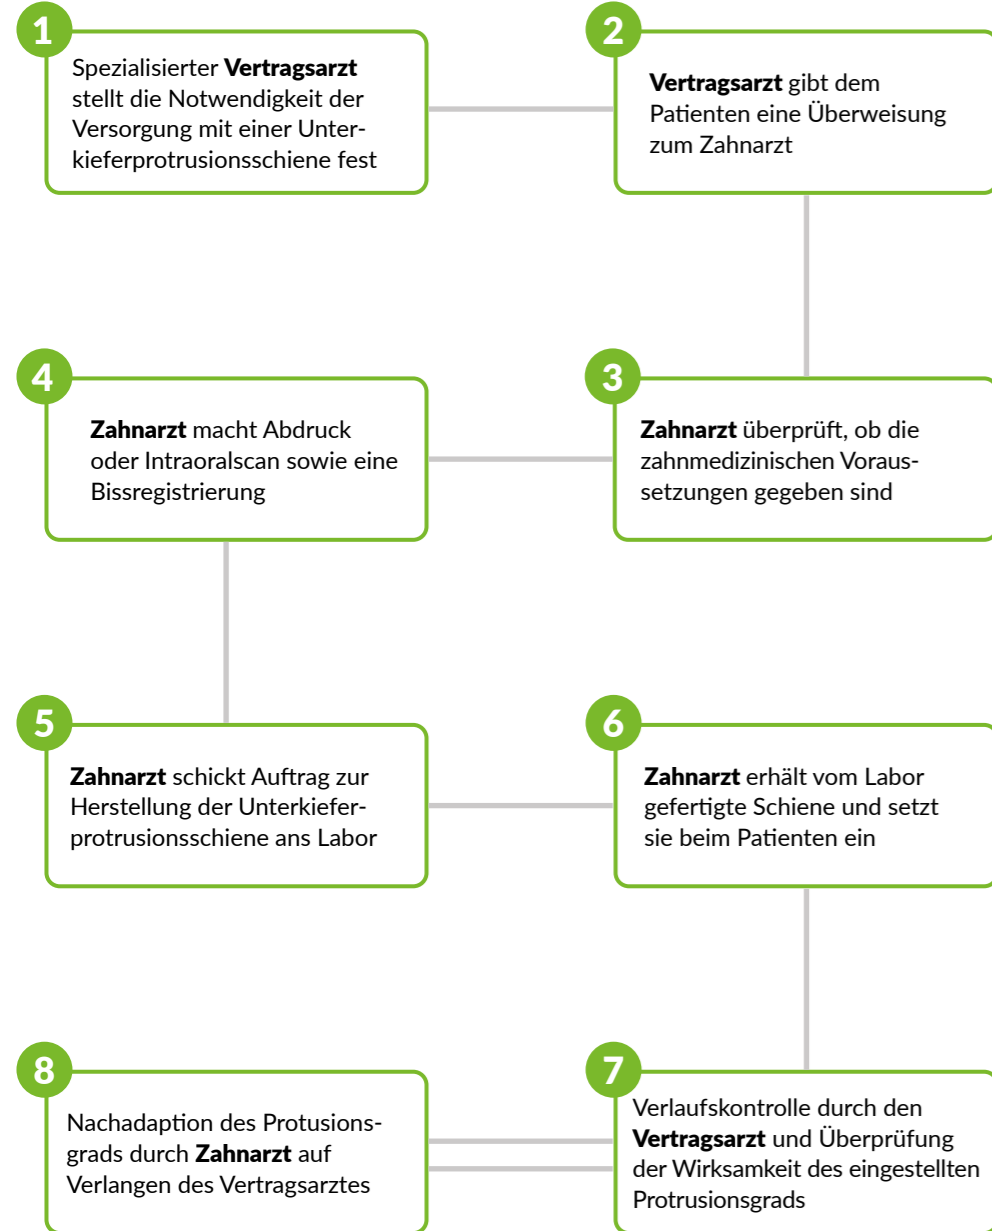 1
Spezialisierter Vertragsarzt
stellt die Notwendigkeit der
Versorgung mit einer Unter-
kieferprotrusionsschiene fest
2
Vertragsarzt gibt dem
Patienten eine Überweisung
zum Zahnarzt
3
Zahnarzt überprüft, ob die
zahnmedizinischen Voraus-
setzungen gegeben sind
4
Zahnarzt macht Abdruck
oder Intraoralscan sowie eine
Bissregistrierung
5
Zahnarzt schickt Auftrag zur
Herstellung der Unterkiefer-
protrusionsschiene ans Labor
6
Zahnarzt erhält vom Labor
gefertigte Schiene und setzt
sie beim Patienten ein
7
Verlaufskontrolle durch den
Vertragsarzt und Überprüfung
der Wirksamkeit des eingestellten
Protrusionsgrads
8
Nachadaption des Protusions-
grads durch Zahnarzt auf
Verlangen des Vertragsarztes